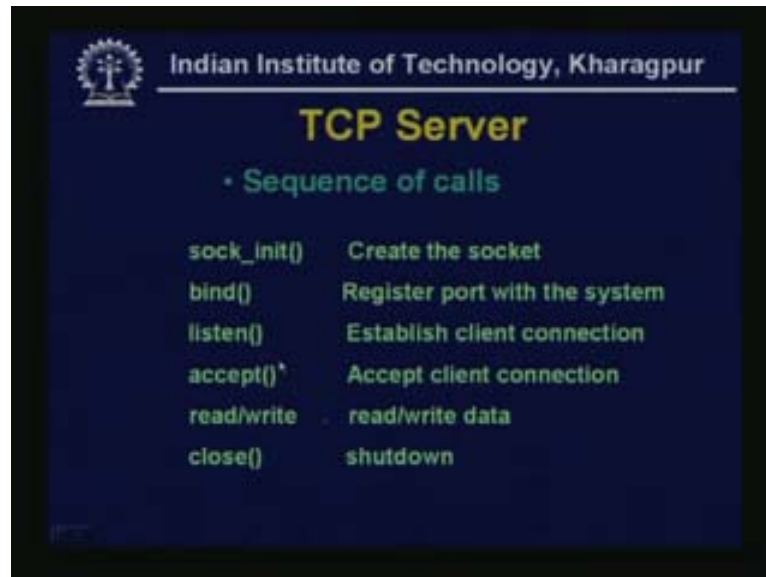 Indian Institute of Technology, Kharagpur
TCP Server
• Sequence of calls
sock_init() Create the socket
bind() Register port with the system
listen() Establish client connection
accept() Accept client connection
read/write read/write data
close() shutdown